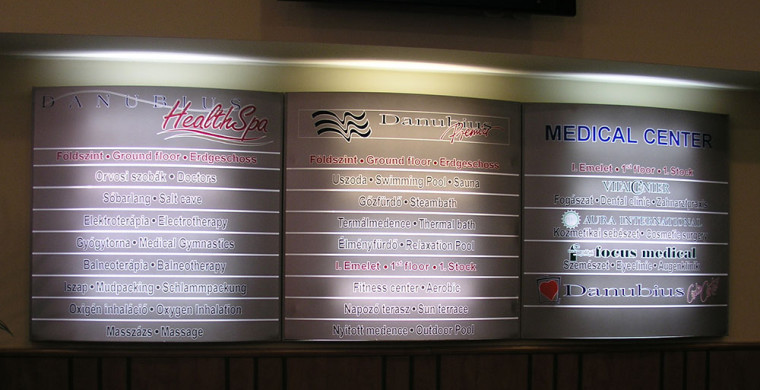 DANUBIUS
HealthSpa
Földszint • Ground floor • Erdgeschoss
Orvosi szobák • Doctors
Sóbarlang • Salt cave
Elektroterápia • Electrotherapy
Gyógytorna • Medical Gymnastics
Balneoterápia • Balneotherapy
Iszap • Mudpacking • Schlammpackung
Oxigén inhaláció • Oxygen Inhalation
Masszázs • Massage
Danubius
Premier
Földszint • Ground floor • Erdgeschoss
Uszoda • Swimming Pool • Sauna
Gőzfürdő • Steambath
Termálmedence • Thermal bath
Élményfürdő • Relaxation Pool
I. Emelet • 1st floor • 1. Stock
Fitness center • Aerobic
Napozó terasz • Sun terrace
Nyitott medence • Outdoor Pool
MEDICAL CENTER
I. Emelet • 1st floor • 1. Stock
VITACENTER
Fogászat • Dental clinic • Zahnarztpraxis
AURA INTERNATIONAL
Kozmetikai sebészet • Cosmetic surgery
focus medical
Szemészet • Eyeclinic • Augenklinik
Danubius